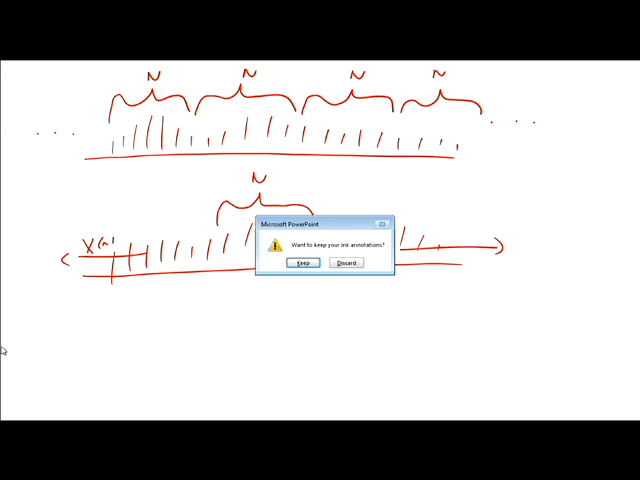 N N N N
. . . . . .
N
x(n)
Microsoft PowerPoint
Want to keep your ink annotations?
Keep Discard